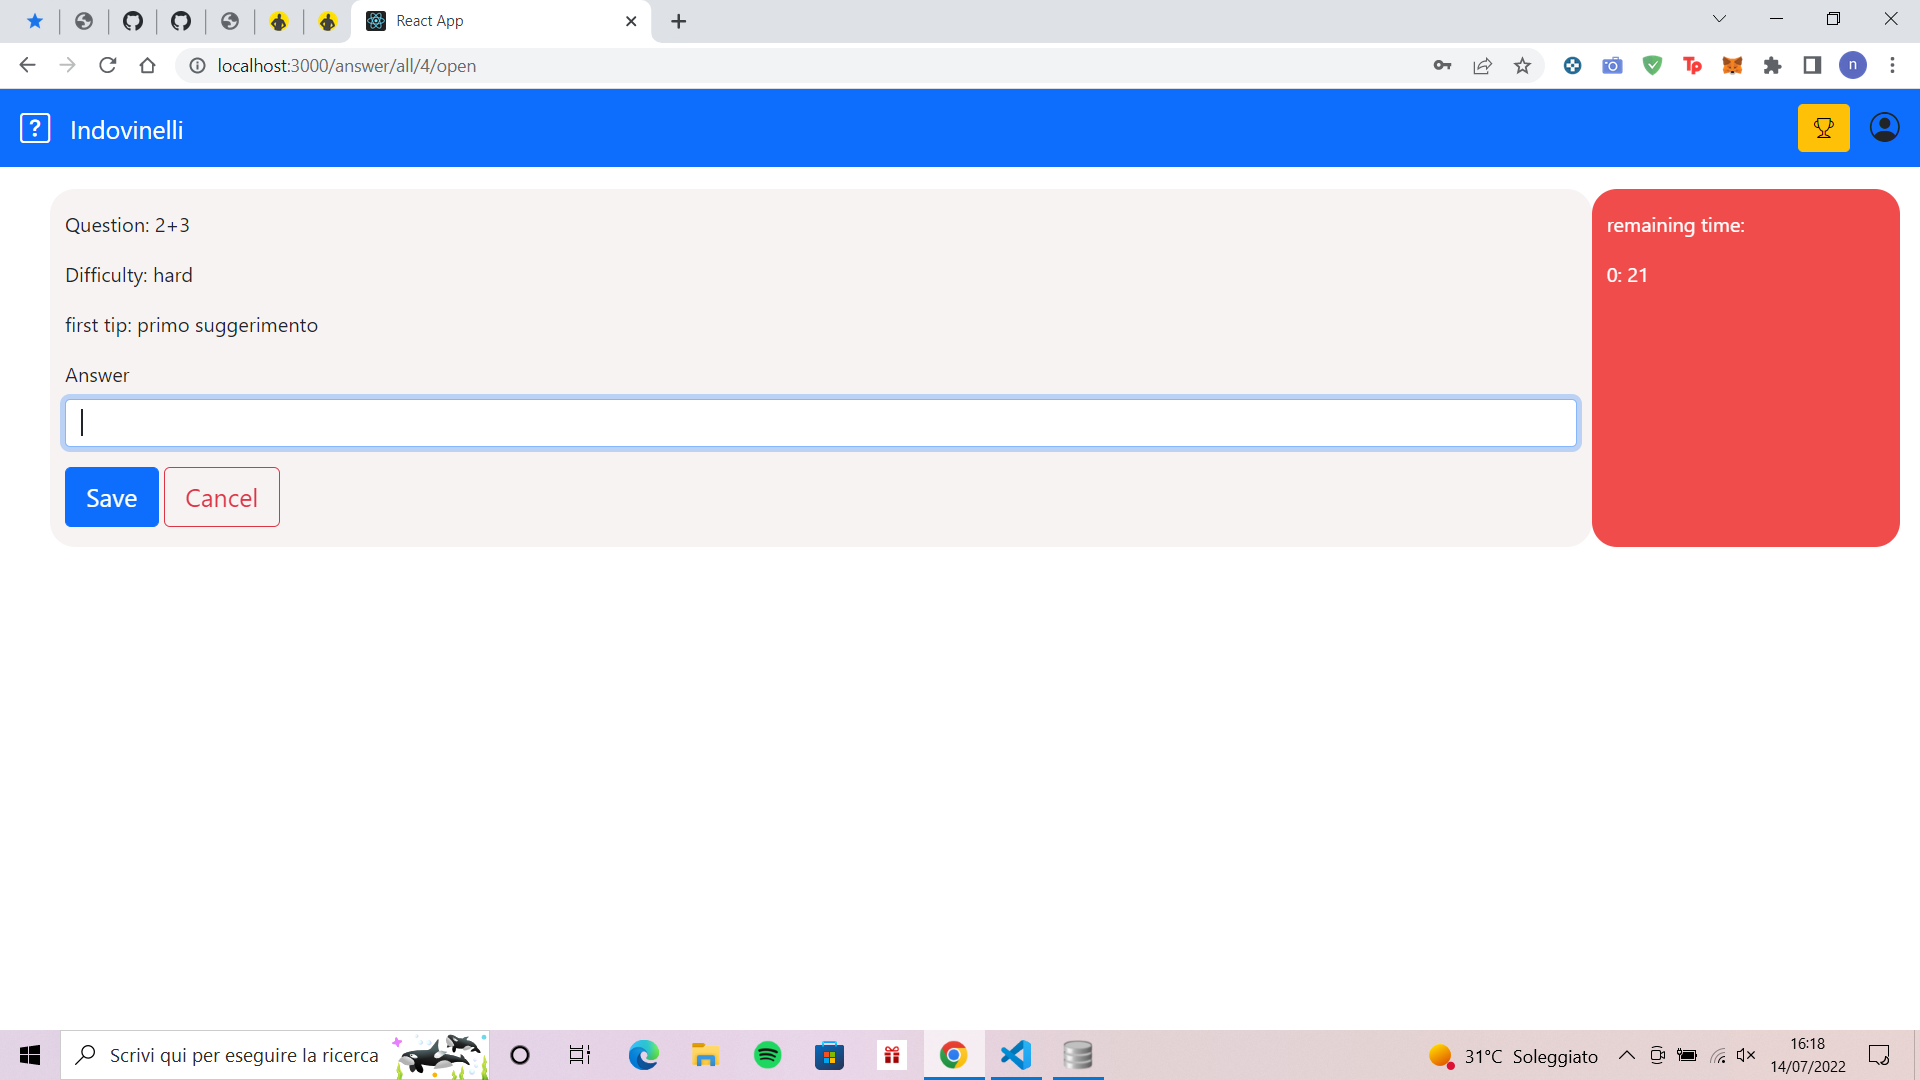 React App
localhost:3000/answer/all/4/open
n
Indovinelli
Question: 2+3
Difficulty: hard
first tip: primo suggerimento
Answer
Save
Cancel
remaining time:
0: 21
Scrivi qui per eseguire la ricerca
31°C Soleggiato
16:18
14/07/2022